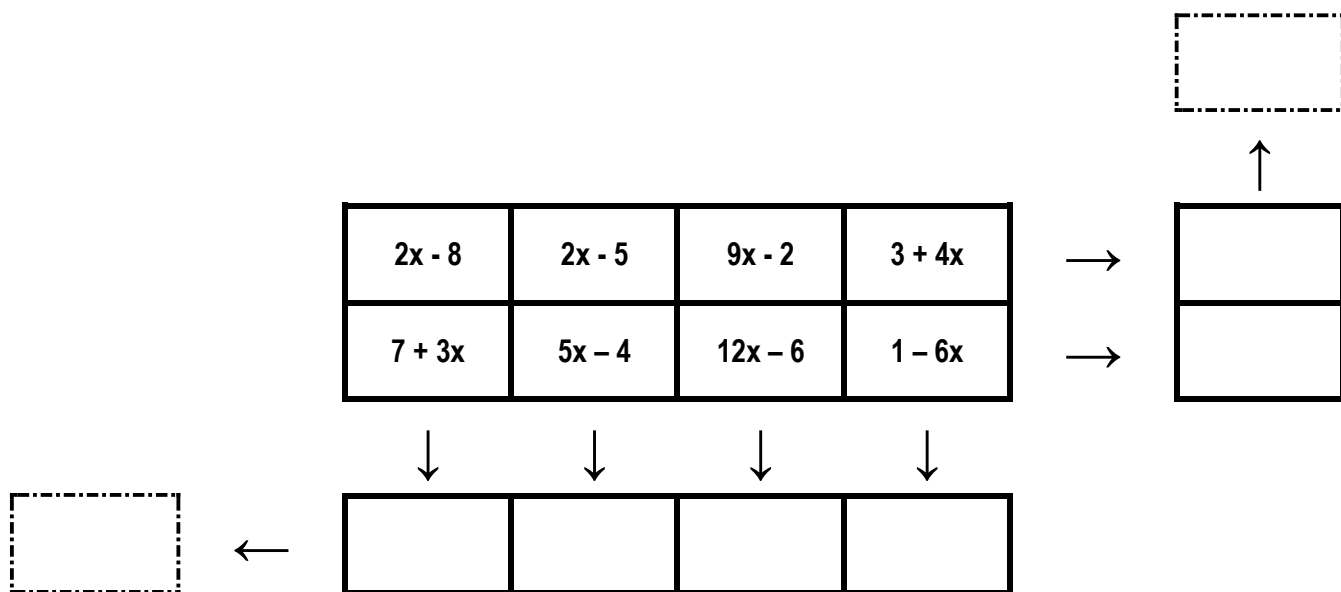 2x - 8 2x - 5 9x - 2 3 + 4x
7 + 3x 5x – 4 12x – 6 1 – 6x